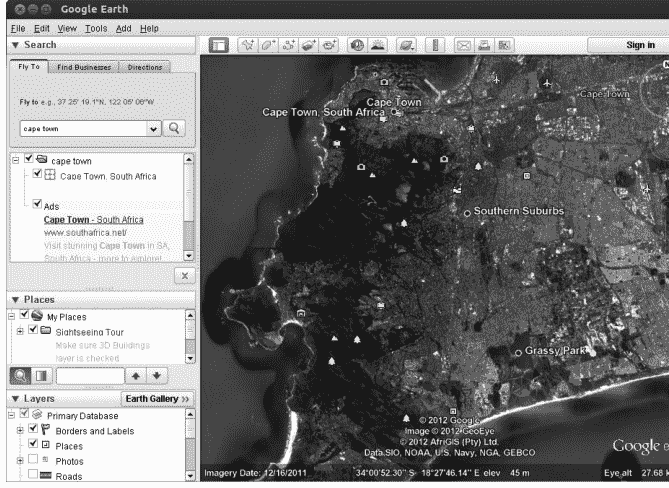 Google Earth
File Edit View Tools Add Help
Search
Sign in
Fly To Find Businesses Directions
Fly to e.g., 37 25' 19.1"N, 122 05' 06"W
cape town
cape town
Cape Town, South Africa
Ads
Cape Town - South Africa
www.southafrica.net/
Visit stunning Cape Town in SA,
South Africa - more to explore!
Places
My Places
Sightseeing Tour
Make sure 3D Buildings
layer is checked
Layers
Earth Gallery >>
Primary Database
Borders and Labels
Places
Photos
Roads
Cape Town
Cape Town, South Africa
Cape Town
Southern Suburbs
Grassy Park
© 2012 Google
Image © 2012 GeoEye
© 2012 AfriGIS (Pty) Ltd.
Data SIO, NOAA, U.S. Navy, NGA, GEBCO
Google e
Imagery Date: 12/16/2011 34°00'52.30" S 18°27'46.14" E elev 45 m Eye alt 27.68 k